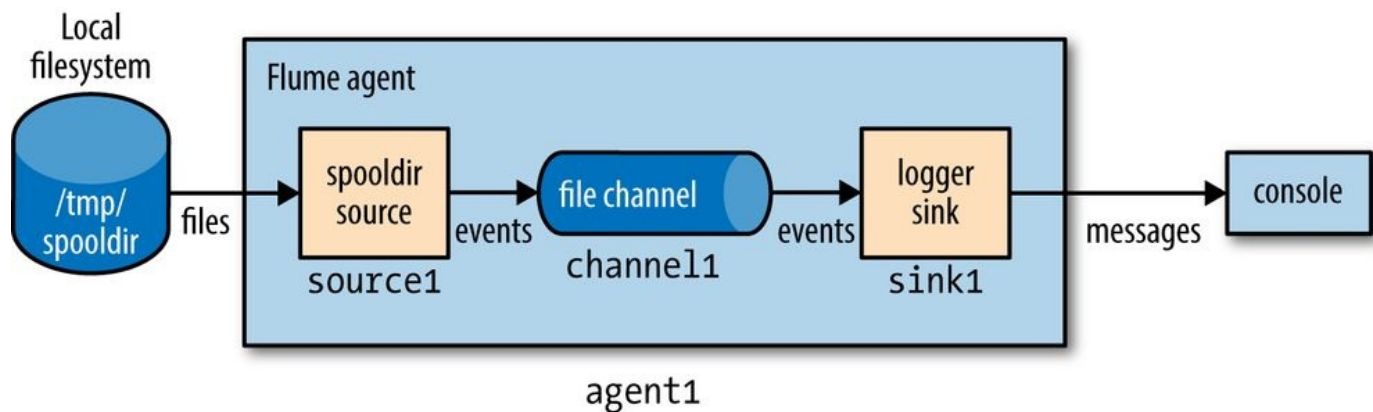 Local
filesystem
/tmp/
spooldir
files
Flume agent
spooldir
source
source1
events
file channel
channel1
events
logger
sink
sink1
messages
console
agent1